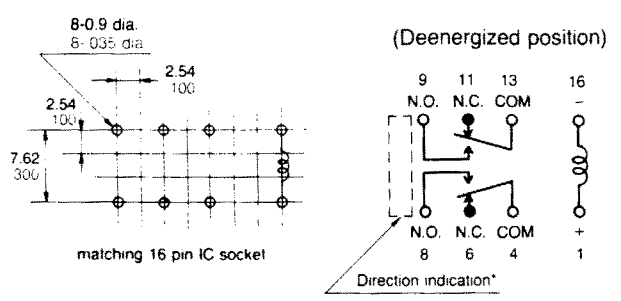 8-0.9 dia.
8-.035 dia
2.54
100
2.54
100
7.62
300
matching 16 pin IC socket
(Deenergized position)
9 11 13 16
N.O. N.C. COM −
N.O. N.C. COM +
8 6 4 1
Direction indication*